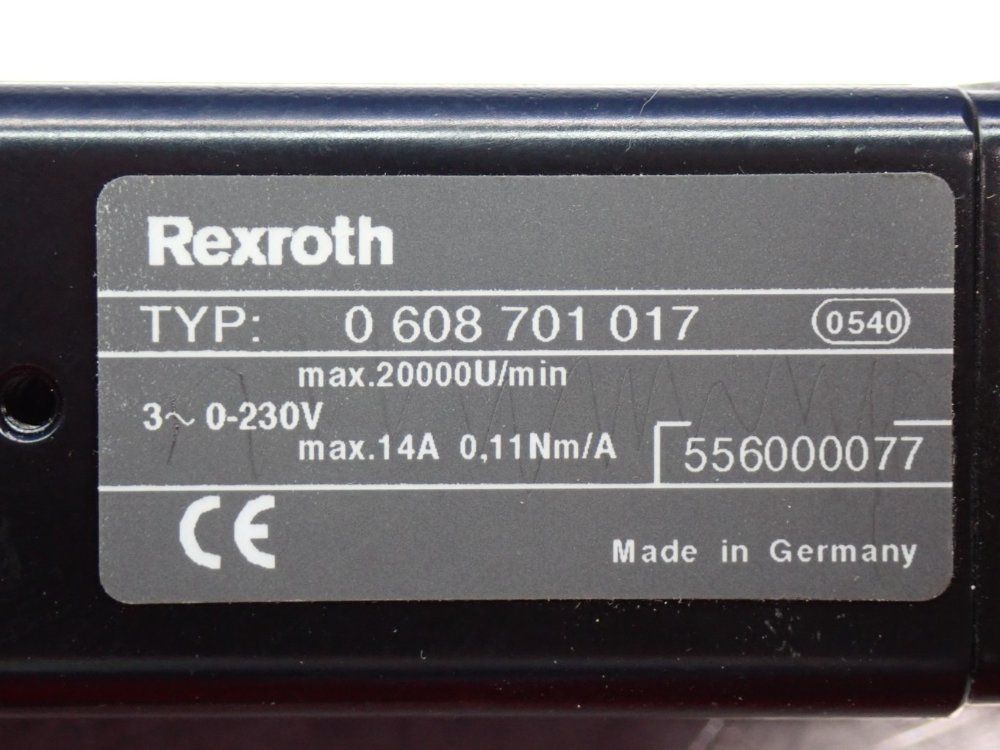 Rexroth
TYP: 0 608 701 017 0540
max.20000U/min
3~ 0-230V
max.14A 0,11Nm/A
556000077
CE
Made in Germany